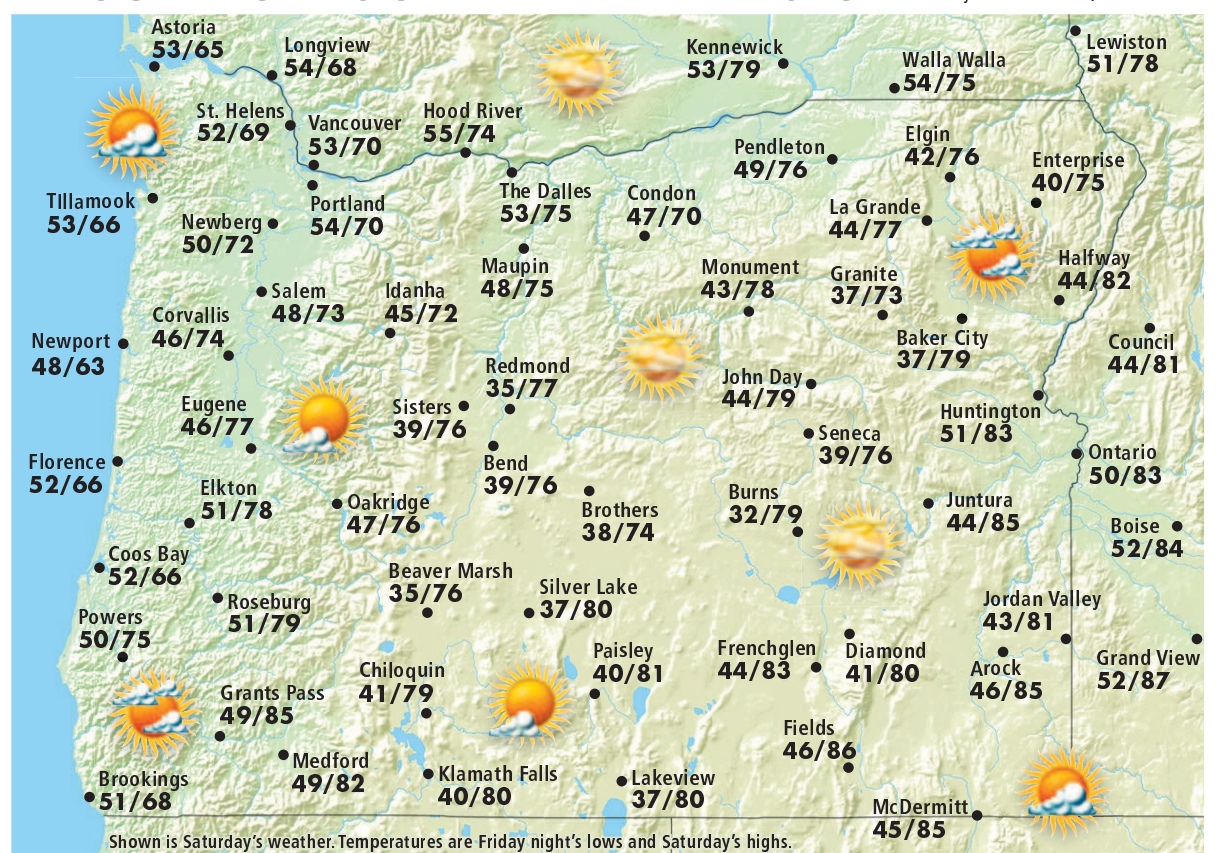 Astoria
53/65
Longview
54/68
Kennewick
53/79
Walla Walla
54/75
Lewiston
51/78
St. Helens
52/69
Vancouver
53/70
Hood River
55/74
Pendleton
49/76
Elgin
42/76
Enterprise
40/75
TIllamook
53/66
Newberg
50/72
Portland
54/70
The Dalles
53/75
Condon
47/70
La Grande
44/77
Maupin
48/75
Monument
43/78
Granite
37/73
Halfway
44/82
Salem
48/73
Idanha
45/72
Corvallis
46/74
Newport
48/63
Baker City
37/79
Council
44/81
Redmond
35/77
John Day
44/79
Eugene
46/77
Sisters
39/76
Huntington
51/83
Seneca
39/76
Ontario
50/83
Florence
52/66
Bend
39/76
Elkton
51/78
Oakridge
47/76
Brothers
38/74
Burns
32/79
Juntura
44/85
Boise
52/84
Coos Bay
52/66
Beaver Marsh
35/76
Silver Lake
37/80
Roseburg
51/79
Jordan Valley
43/81
Powers
50/75
Chiloquin
41/79
Paisley
40/81
Frenchglen
44/83
Diamond
41/80
Arock
46/85
Grand View
52/87
Grants Pass
49/85
Fields
46/86
Medford
49/82
Brookings
51/68
Klamath Falls
40/80
Lakeview
37/80
McDermitt
45/85
Shown is Saturday's weather. Temperatures are Friday night's lows and Saturday's highs.